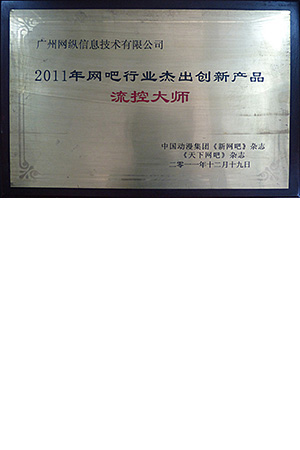 广州网纵信息技术有限公司
2011年网吧行业杰出创新产品
流控大师
中国动漫集团《新网吧》杂志
《天下网吧》杂志
二零一一年十二月十九日